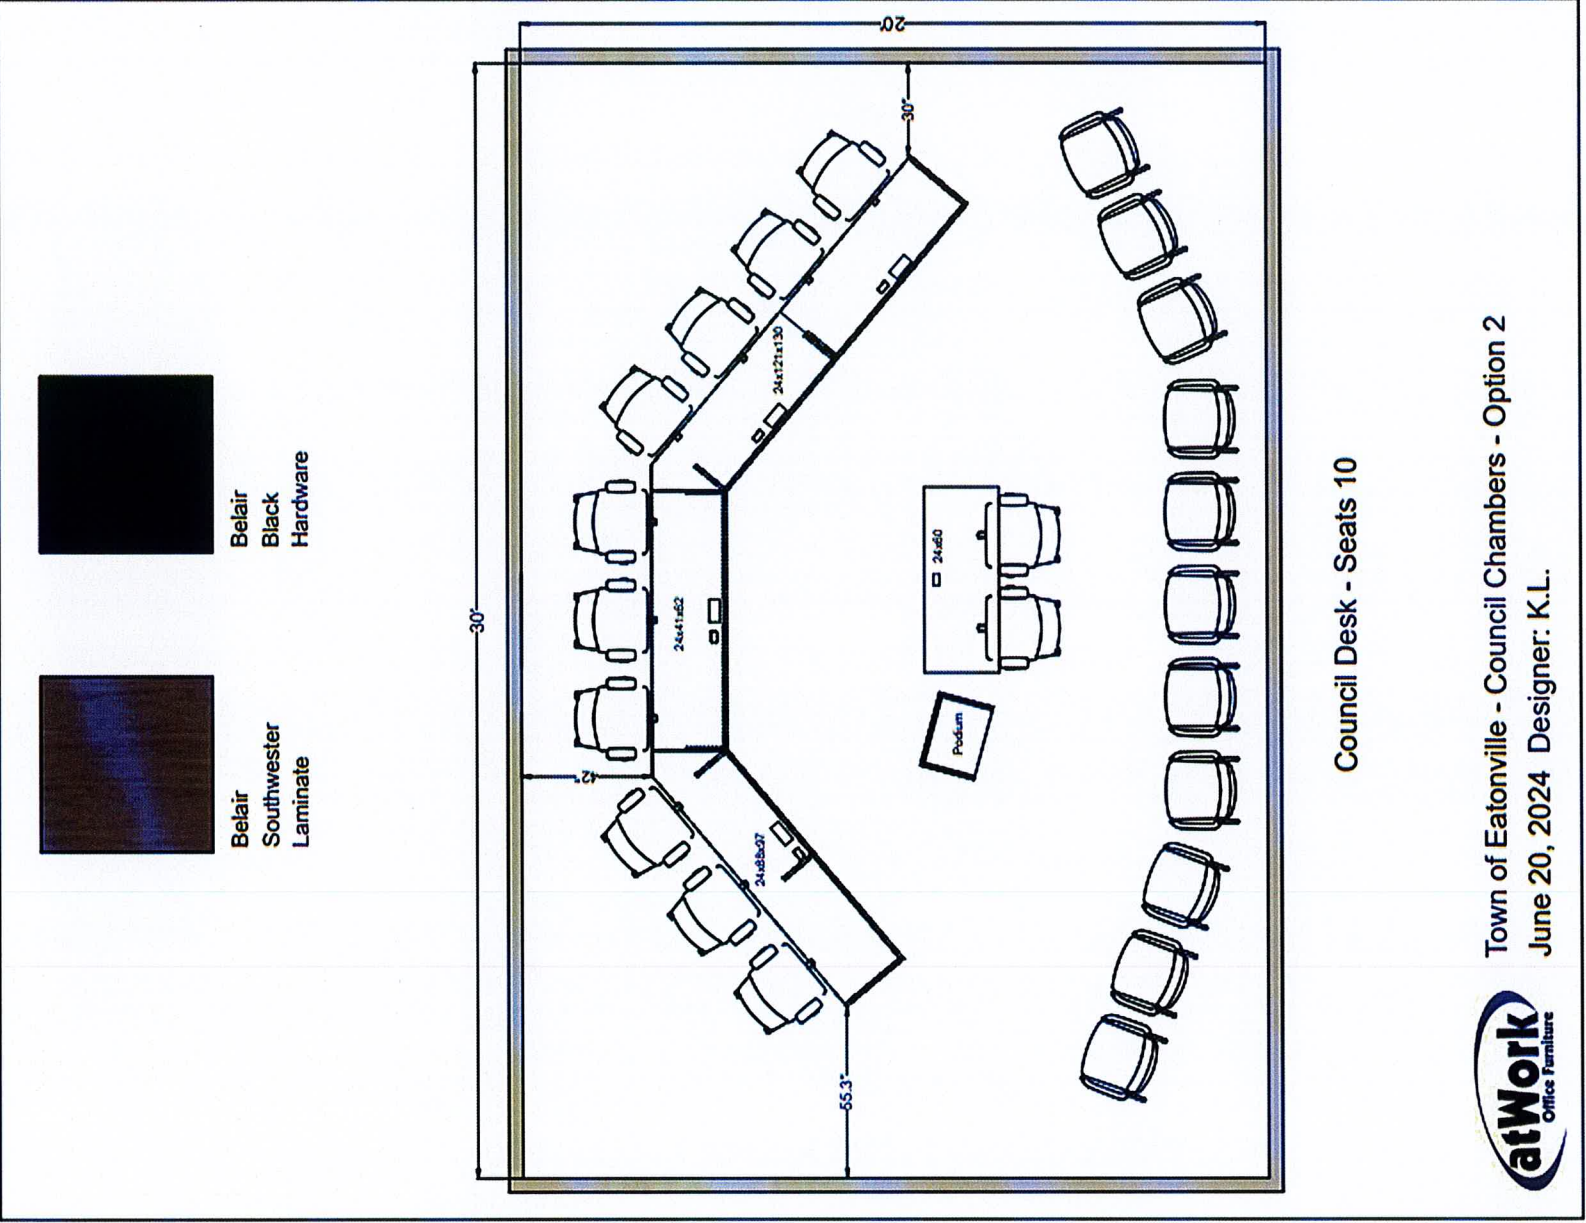 Belair
Southwester
Laminate
Belair
Black
Hardware
20'
30'
30"
55.3"
42"
24x121x130
24x41x62
24x88x97
24x60
Podium
Council Desk - Seats 10
Town of Eatonville - Council Chambers - Option 2
June 20, 2024 Designer: K.L.
atWork
Office Furniture